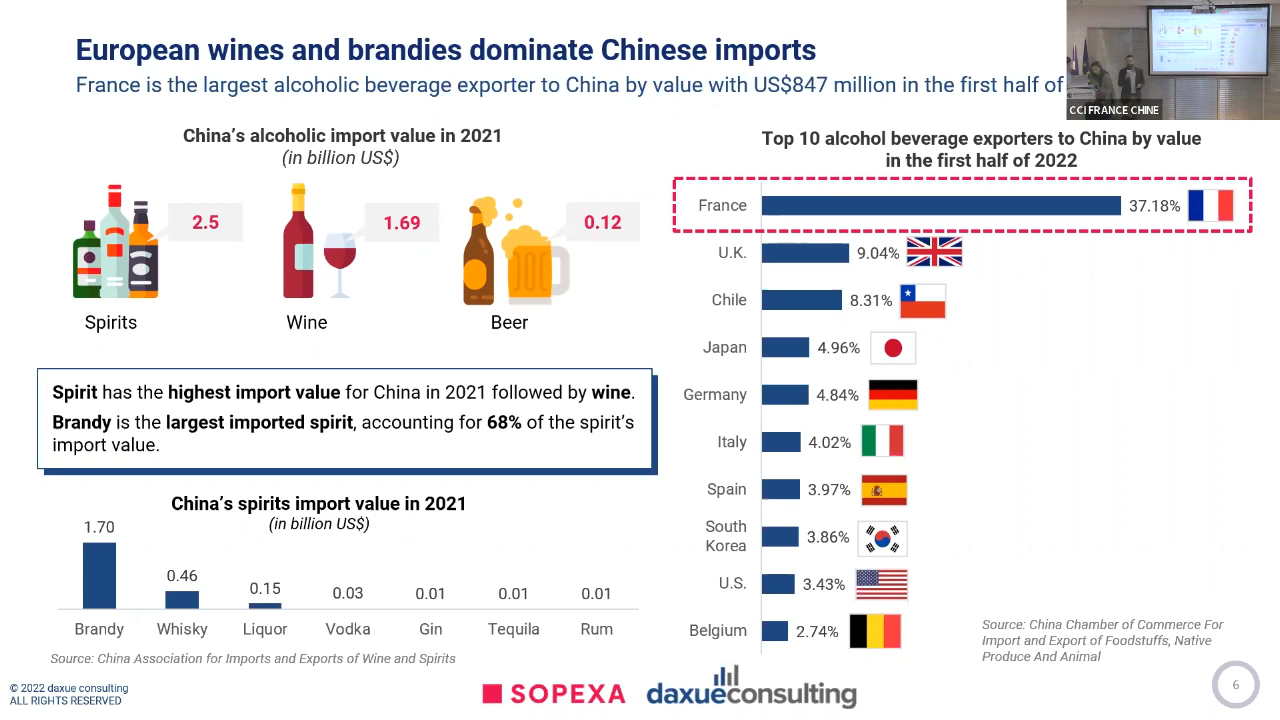 European wines and brandies dominate Chinese imports
France is the largest alcoholic beverage exporter to China by value with US$847 million in the first half of
CCI FRANCE CHINE
China's alcoholic import value in 2021
(in billion US$)
2.5
1.69
0.12
Spirits
Wine
Beer
Spirit has the highest import value for China in 2021 followed by wine.
Brandy is the largest imported spirit, accounting for 68% of the spirit's
import value.
China's spirits import value in 2021
(in billion US$)
1.70
0.46
0.15
0.03
0.01
0.01
0.01
Brandy
Whisky
Liquor
Vodka
Gin
Tequila
Rum
Source: China Association for Imports and Exports of Wine and Spirits
Top 10 alcohol beverage exporters to China by value
in the first half of 2022
France 37.18%
U.K. 9.04%
Chile 8.31%
Japan 4.96%
Germany 4.84%
Italy 4.02%
Spain 3.97%
South
Korea 3.86%
U.S. 3.43%
Belgium 2.74%
Source: China Chamber of Commerce For
Import and Export of Foodstuffs, Native
Produce And Animal
© 2022 daxue consulting
ALL RIGHTS RESERVED
SOPEXA
daxueconsulting
6